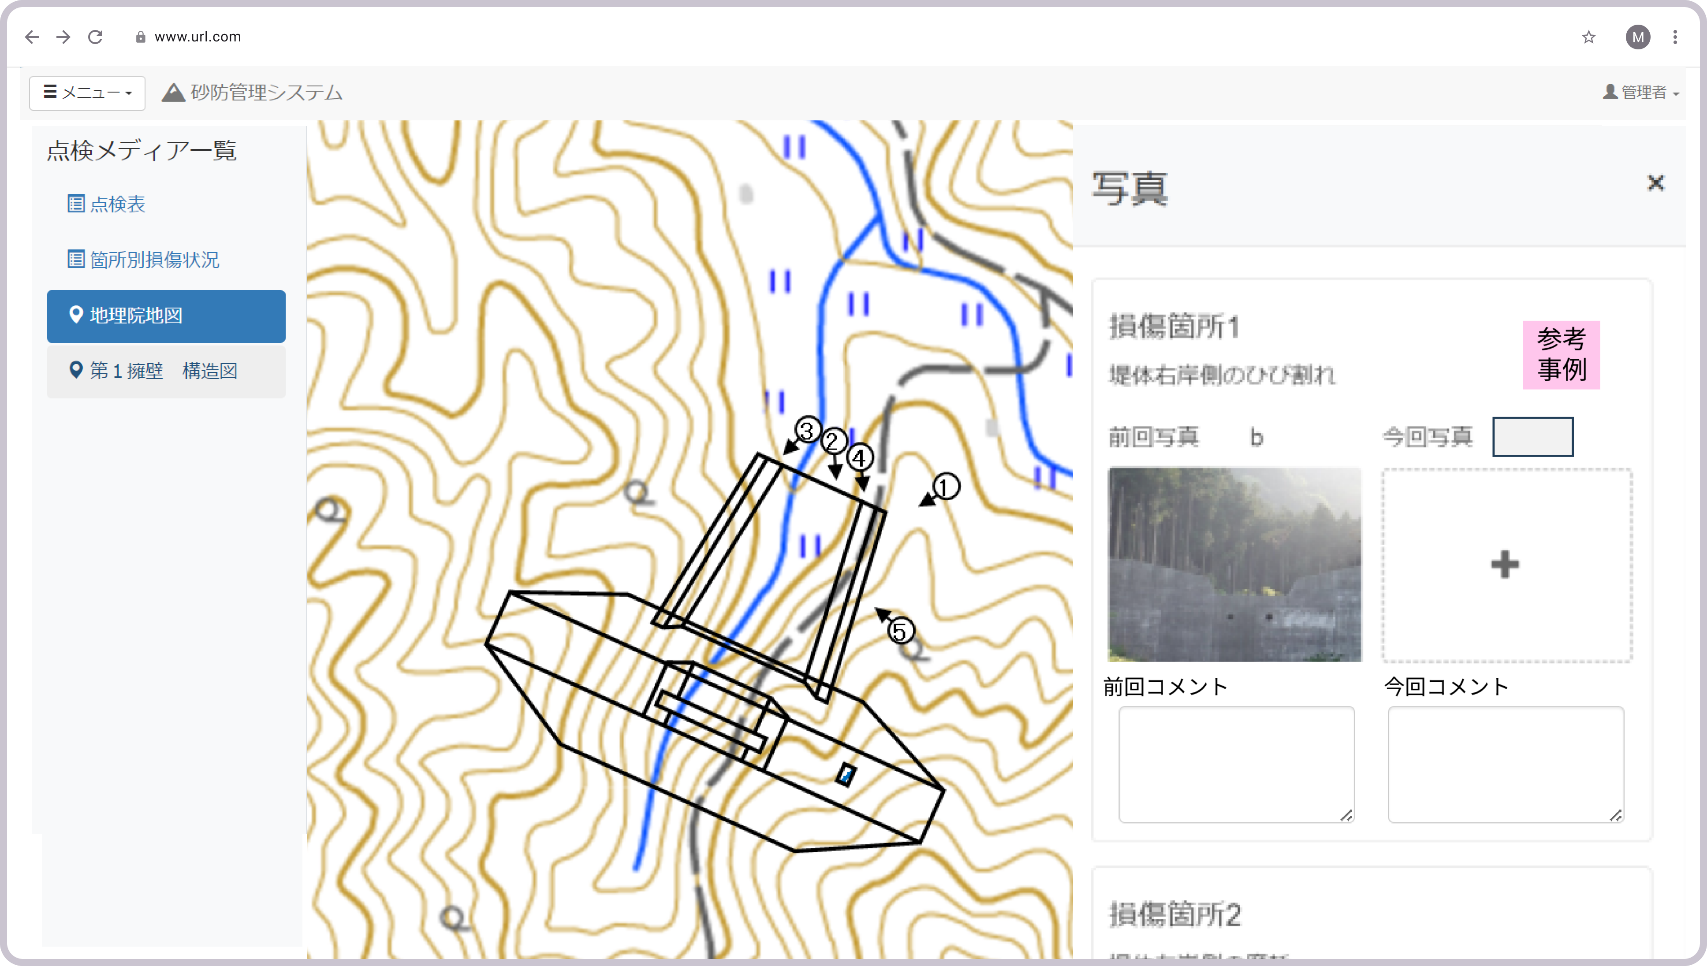 www.url.com
M
メニュー
砂防管理システム
管理者
点検メディア一覧
点検表
箇所別損傷状況
地理院地図
第1擁壁　構造図
③
②
④
①
⑤
写真
×
損傷箇所1
参考
事例
堤体右岸側のひび割れ
前回写真 b
今回写真
前回コメント
今回コメント
損傷箇所2